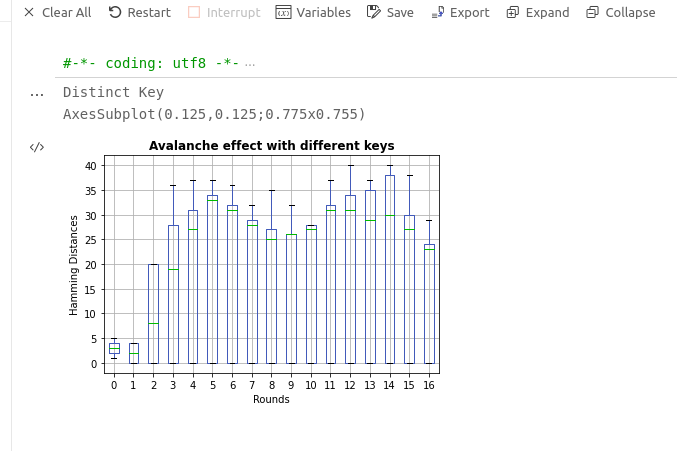 Clear All Restart Interrupt Variables Save Export Expand Collapse
#-*- coding: utf8 -*- ...
Distinct Key
AxesSubplot(0.125,0.125;0.775x0.755)
Avalanche effect with different keys
40
35
30
25
20
15
10
5
0
Hamming Distances
0 1 2 3 4 5 6 7 8 9 10 11 12 13 14 15 16
Rounds